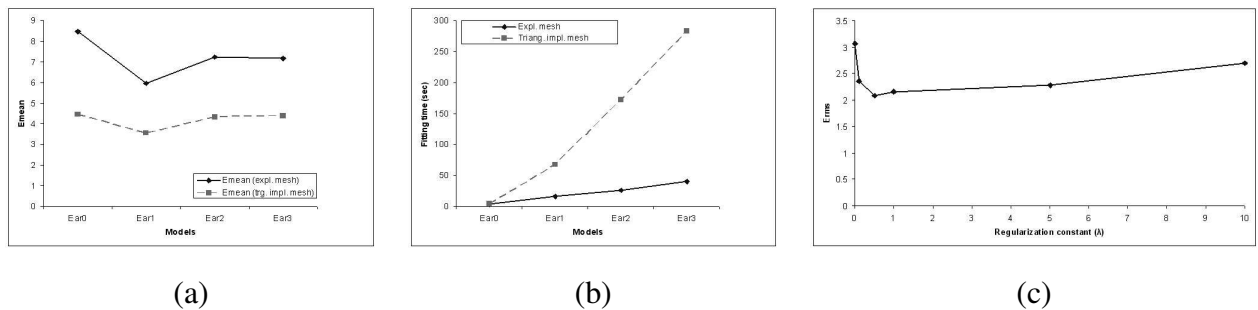 9
8
7
6
5
4
3
2
1
0
Emean
Ear0 Ear1 Ear2 Ear3
Models
Emean (expl. mesh)
Emean (trg. impl. mesh)
(a)
300
250
200
150
100
50
0
Fitting time (sec)
Expl. mesh
Triang. impl. mesh
Ear0 Ear1 Ear2 Ear3
Models
(b)
3.5
3
2.5
2
1.5
1
0.5
0
Erms
0 1 2 3 4 5 6 7 8 9 10
Regularization constant (λ)
(c)